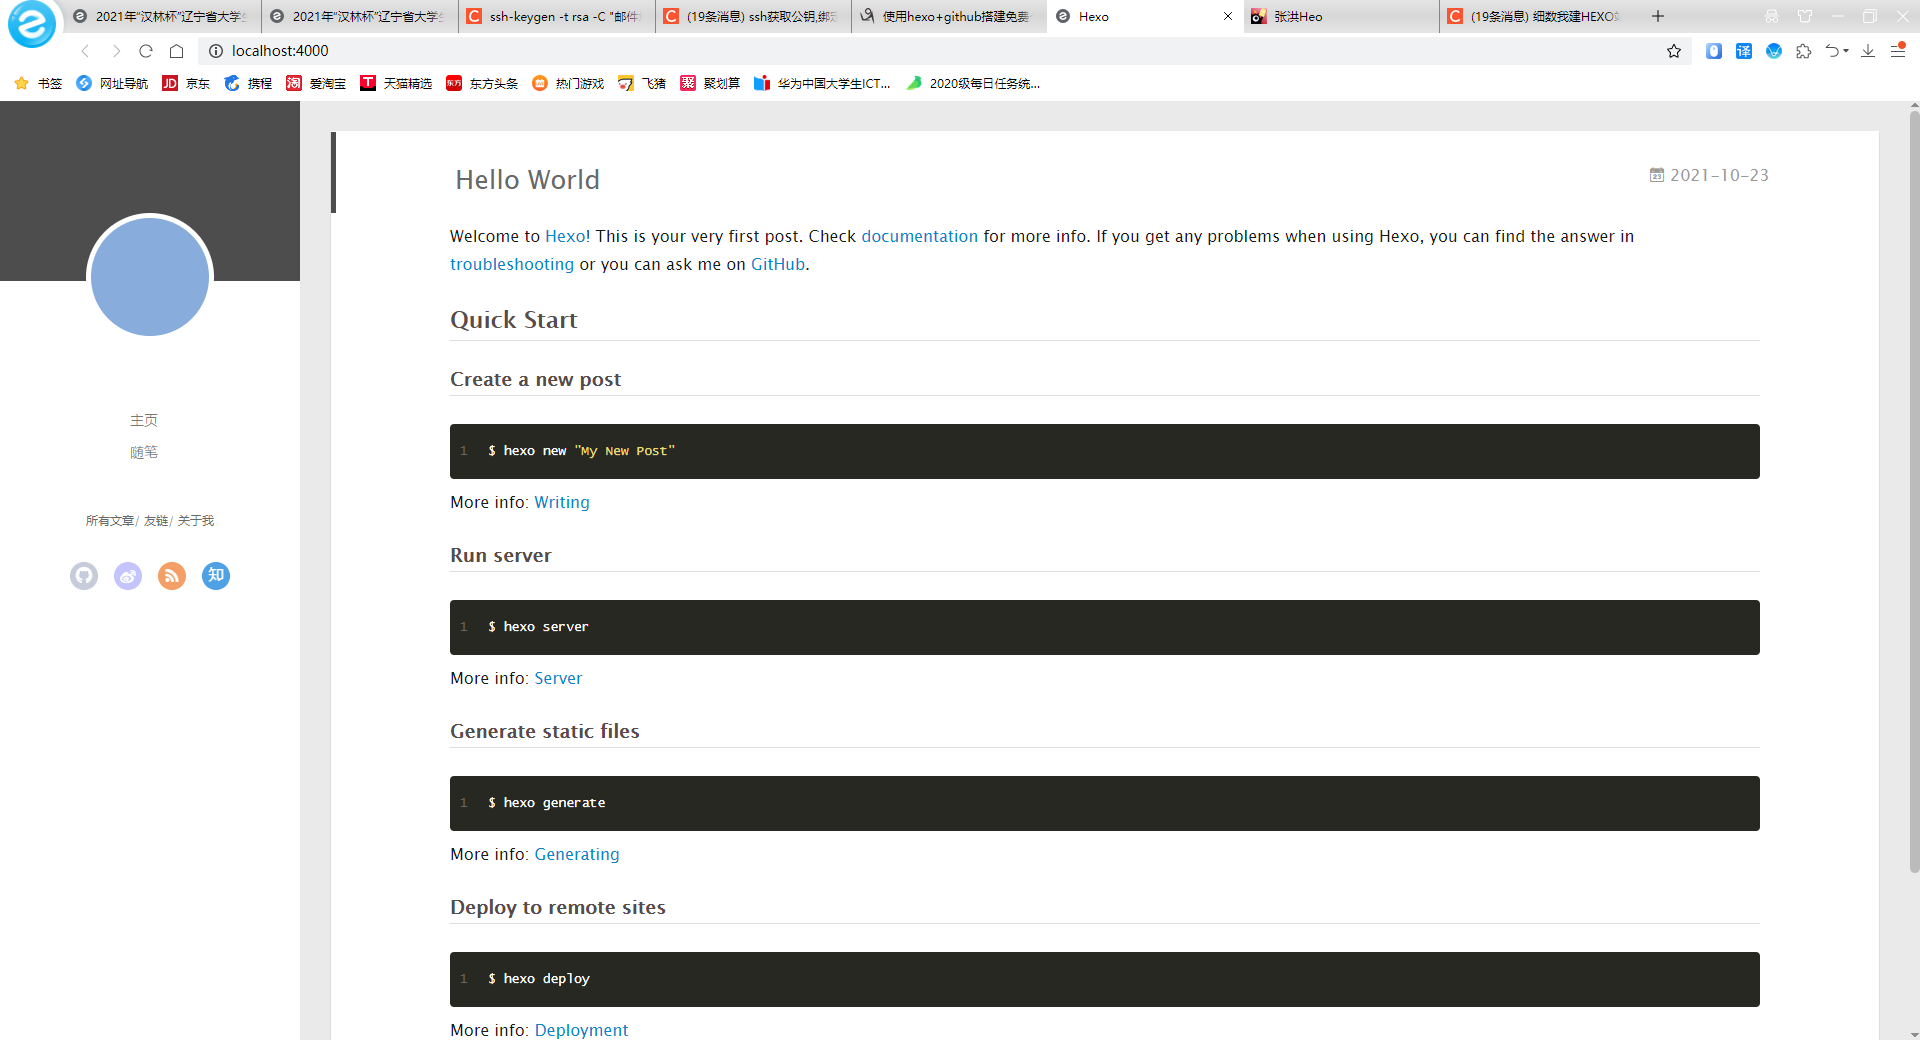 2021年"汉林杯"辽宁省大学生
2021年"汉林杯"辽宁省大学生
ssh-keygen -t rsa -C "邮件
(19条消息) ssh获取公钥,绑定
使用hexo+github搭建免费
Hexo
张洪Heo
(19条消息) 细数我建HEXO
localhost:4000
译
书签
网址导航
JD 京东
携程
淘 爱淘宝
T 天猫精选
东方 东方头条
热门游戏
飞猪
聚 聚划算
华为中国大学生ICT...
2020级每日任务统...
Hello World
23 2021-10-23
Welcome to Hexo! This is your very first post. Check documentation for more info. If you get any problems when using Hexo, you can find the answer in
troubleshooting or you can ask me on GitHub.
Quick Start
Create a new post
1 $ hexo new "My New Post"
More info: Writing
Run server
1 $ hexo server
More info: Server
Generate static files
1 $ hexo generate
More info: Generating
Deploy to remote sites
1 $ hexo deploy
More info: Deployment
主页
随笔
所有文章/ 友链/ 关于我
知